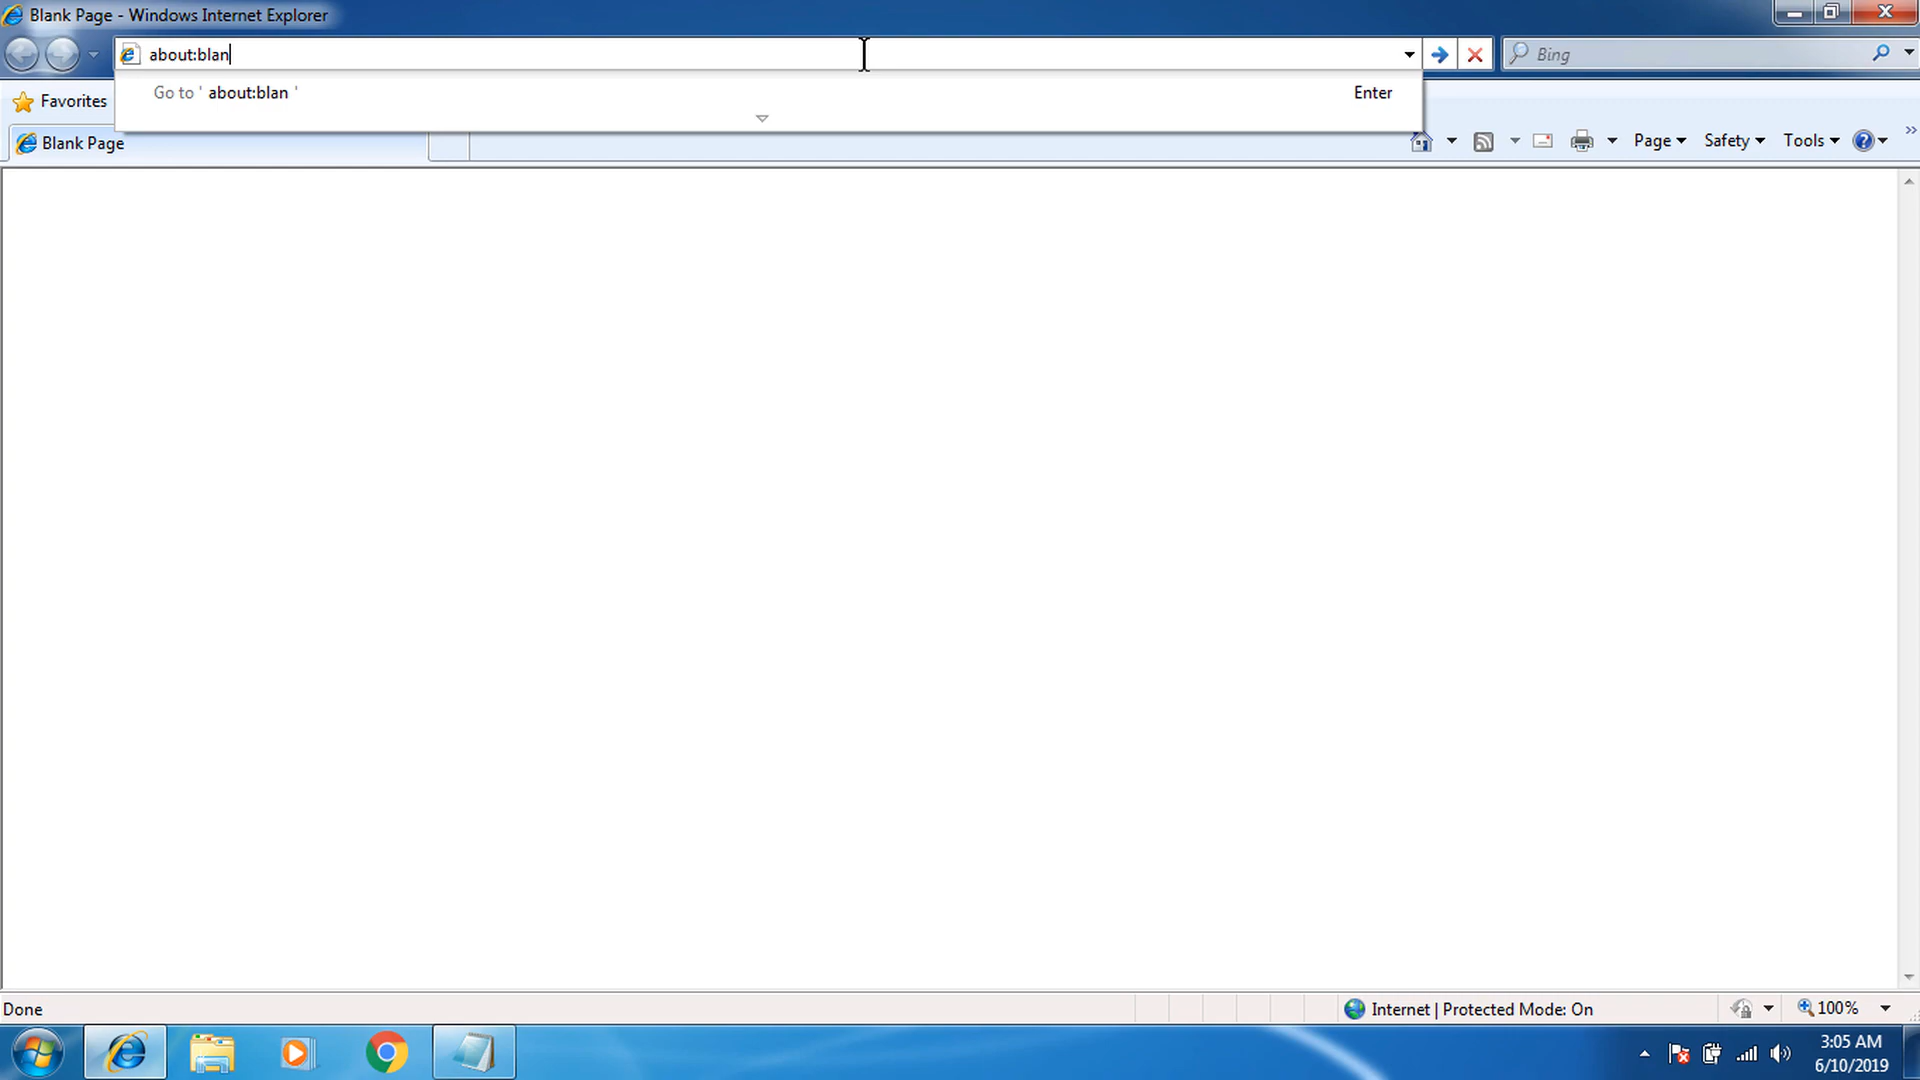 Blank Page - Windows Internet Explorer
about:blan
Bing
Go to ' about:blan ' Enter
Favorites
Blank Page
Page
Safety
Tools
Done
Internet | Protected Mode: On
100%
3:05 AM
6/10/2019